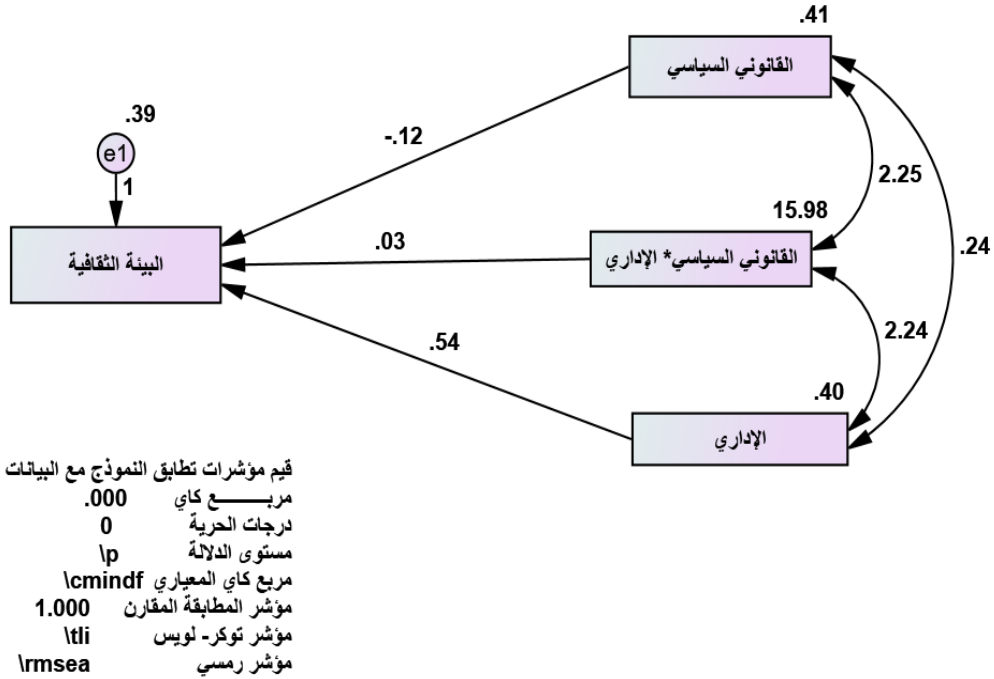 .41
القانوني السياسي
.39
e1
1
-.12
2.25
15.98
البيئة الثقافية
.03
القانوني السياسي* الإداري
.24
.54
2.24
.40
الإداري
قيم مؤشرات تطابق النموذج مع البيانات
مربـــــــــع كاي .000
درجات الحرية 0
مستوى الدلالة \p
مربع كاي المعياري \cmindf
مؤشر المطابقة المقارن 1.000
مؤشر توكر- لويس \tli
مؤشر رمسي \rmsea